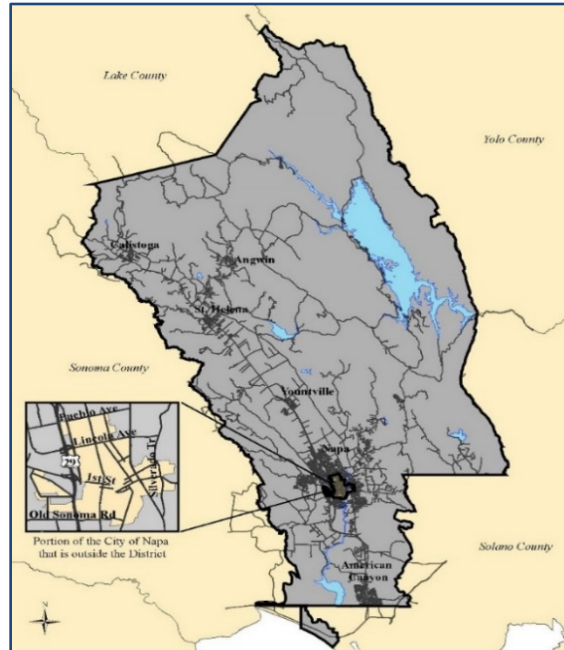 Lake County
Yolo County
Calistoga
Angwin
St. Helena
Sonoma County
Yountville
Pueblo Ave
Lincoln Ave
29
1st St
Silverado Tr
Old Sonoma Rd
Napa
Portion of the City of Napa
that is outside the District
American
Canyon
Solano County
N